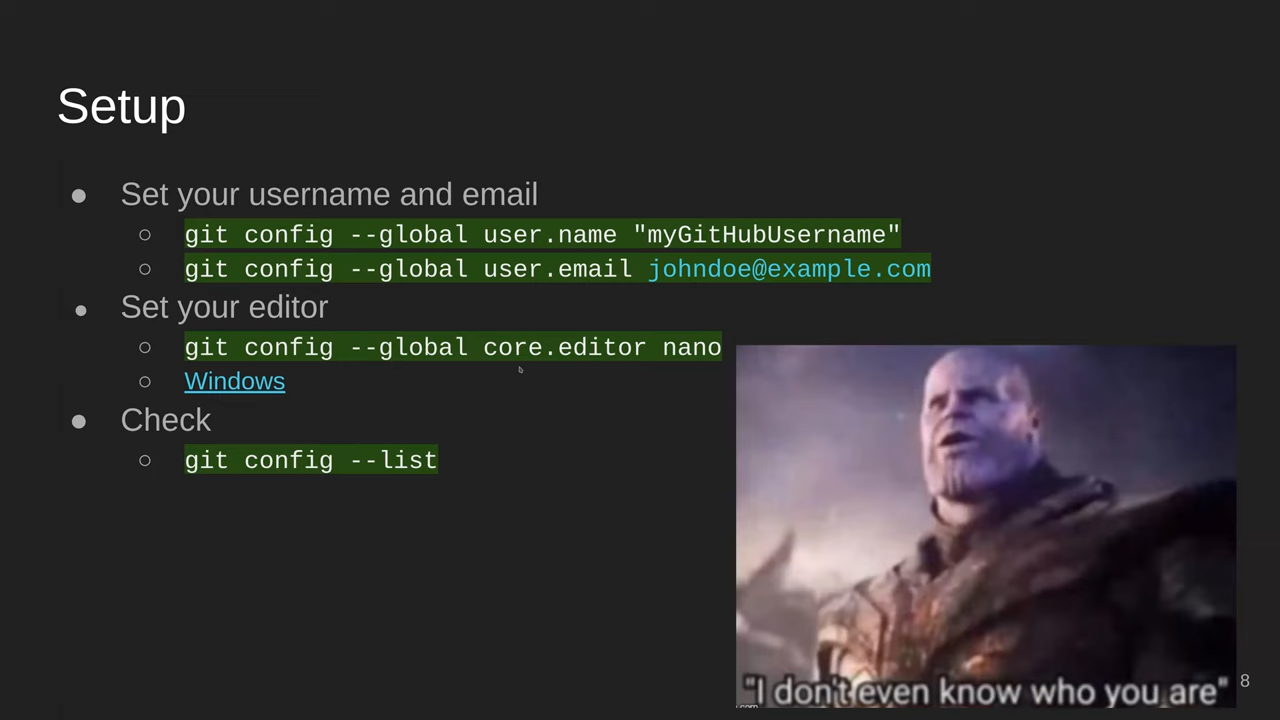 Setup
● Set your username and email
○ git config --global user.name "myGitHubUsername"
○ git config --global user.email johndoe@example.com
● Set your editor
○ git config --global core.editor nano
○ Windows
● Check
○ git config --list
"I don't even know who you are"
8